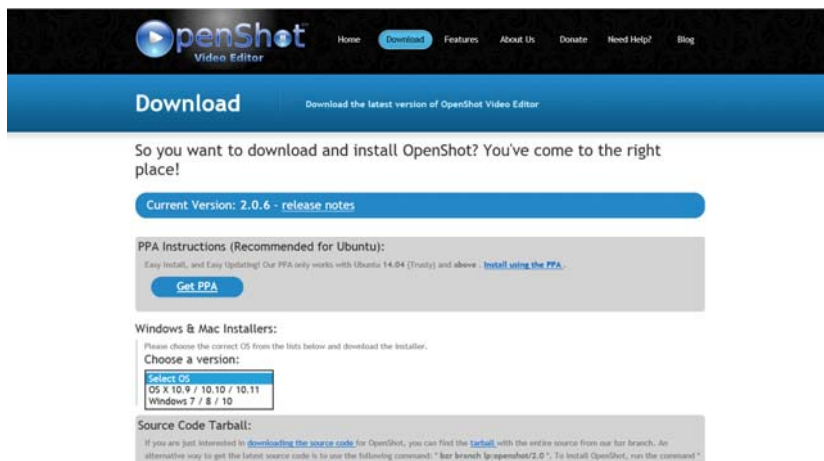 OpenShot™
Video Editor
Home Download Features About Us Donate Need Help? Blog
Download
Download the latest version of OpenShot Video Editor
So you want to download and install OpenShot? You've come to the right
place!
Current Version: 2.0.6 - release notes
PPA Instructions (Recommended for Ubuntu):
Easy Install, and Easy Updating! Our PPA only works with Ubuntu 14.04 (Trusty) and above . Install using the PPA .
Get PPA
Windows & Mac Installers:
Please choose the correct OS from the lists below and download the installer.
Choose a version:
Select OS
OS X 10.9 / 10.10 / 10.11
Windows 7 / 8 / 10
Source Code Tarball:
If you are just interested in downloading the source code for OpenShot, you can find the tarball with the entire source from our bzr branch. An
alternative way to get the latest source code is to use the following command: " bzr branch lp:openshot/2.0 ". To install OpenShot, run the command "